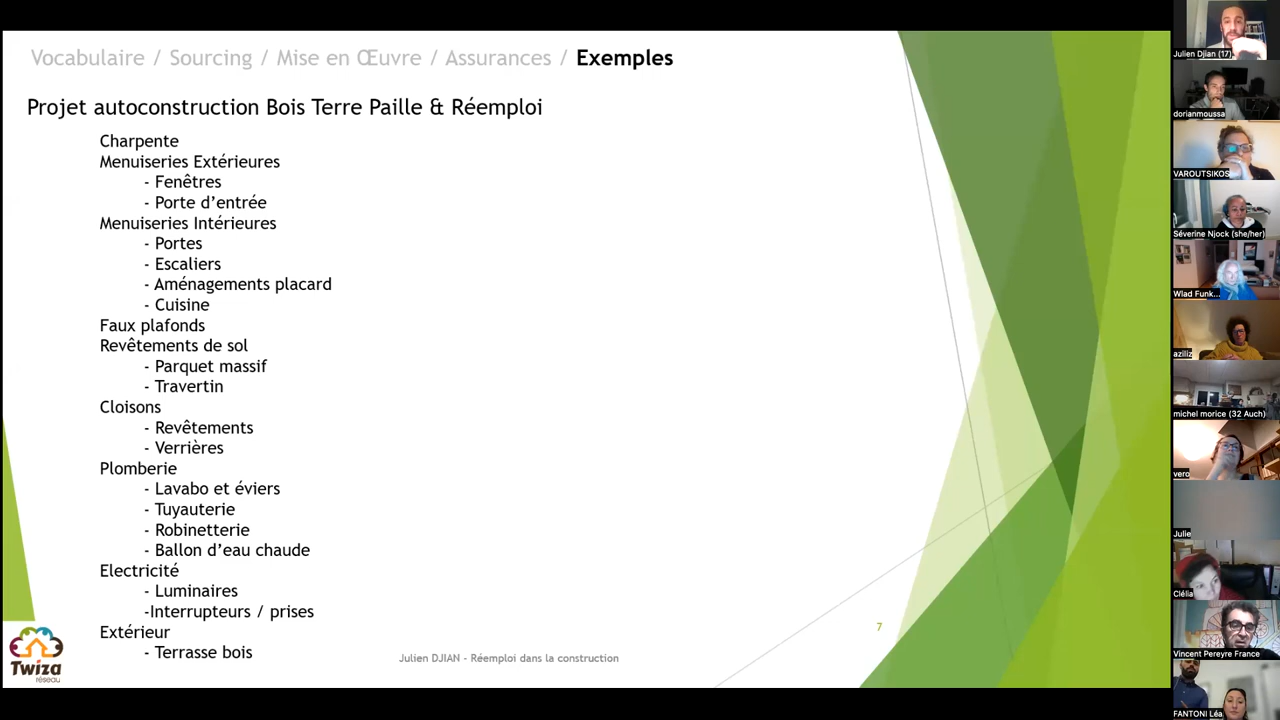 Vocabulaire / Sourcing / Mise en Œuvre / Assurances / Exemples
Projet autoconstruction Bois Terre Paille & Réemploi
Charpente
Menuiseries Extérieures
- Fenêtres
- Porte d'entrée
Menuiseries Intérieures
- Portes
- Escaliers
- Aménagements placard
- Cuisine
Faux plafonds
Revêtements de sol
- Parquet massif
- Travertin
Cloisons
- Revêtements
- Verrières
Plomberie
- Lavabo et éviers
- Tuyauterie
- Robinetterie
- Ballon d'eau chaude
Electricité
- Luminaires
-Interrupteurs / prises
Extérieur
- Terrasse bois
Twiza
réseau
Julien DJIAN - Réemploi dans la construction
7
Julien Djian (17)
dorianmoussa
VAROUTSIKOS
Séverine Njock (she/her)
Wlad Funk...
aziliz
michel morice (32 Auch)
vero
Julie
Clélia
Vincent Pereyre France
FANTONI Léa